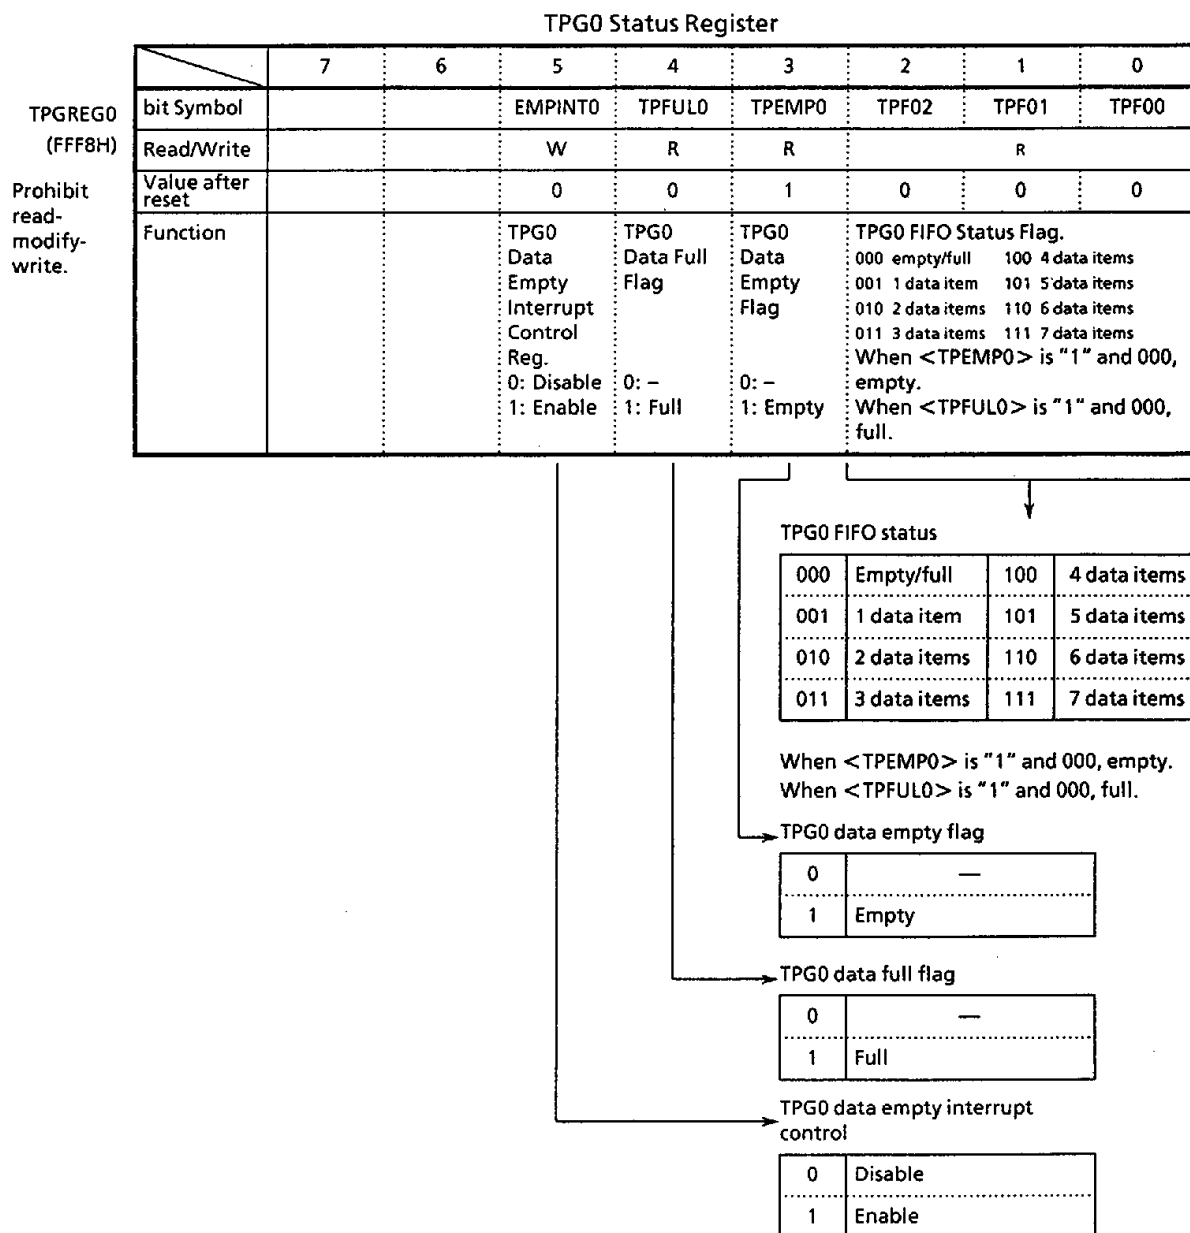 TPG0 Status Register
7 6 5 4 3 2 1 0
TPGREG0
(FFF8H)
Prohibit
read-
modify-
write.
bit Symbol EMPINT0 TPFUL0 TPEMP0 TPF02 TPF01 TPF00
Read/Write W R R R
Value after
reset 0 0 1 0 0 0
Function
TPG0
Data
Empty
Interrupt
Control
Reg.
0: Disable
1: Enable
TPG0
Data Full
Flag
0: –
1: Full
TPG0
Data
Empty
Flag
0: –
1: Empty
TPG0 FIFO Status Flag.
000 empty/full 100 4 data items
001 1 data item 101 5 data items
010 2 data items 110 6 data items
011 3 data items 111 7 data items
When <TPEMP0> is "1" and 000,
empty.
When <TPFUL0> is "1" and 000,
full.
TPG0 FIFO status
000 Empty/full 100 4 data items
001 1 data item 101 5 data items
010 2 data items 110 6 data items
011 3 data items 111 7 data items
When <TPEMP0> is "1" and 000, empty.
When <TPFUL0> is "1" and 000, full.
TPG0 data empty flag
0 —
1 Empty
TPG0 data full flag
0 —
1 Full
TPG0 data empty interrupt
control
0 Disable
1 Enable